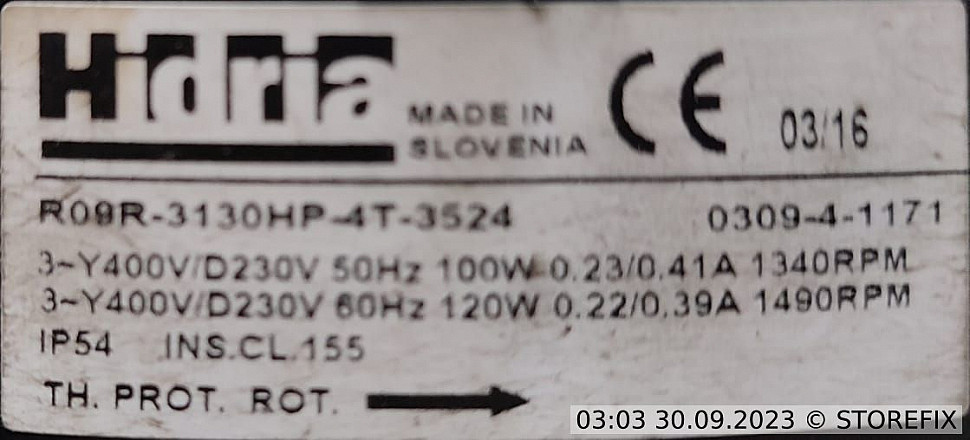 Hidria
MADE IN
SLOVENIA
CE
03/16
R09R-3130HP-4T-3524
0309-4-1171
3~Y400V/D230V 50Hz 100W 0.23/0.41A 1340RPM
3~Y400V/D230V 60Hz 120W 0.22/0.39A 1490RPM
IP54 INS.CL.155
TH. PROT. ROT.
03:03 30.09.2023 © STOREFIX